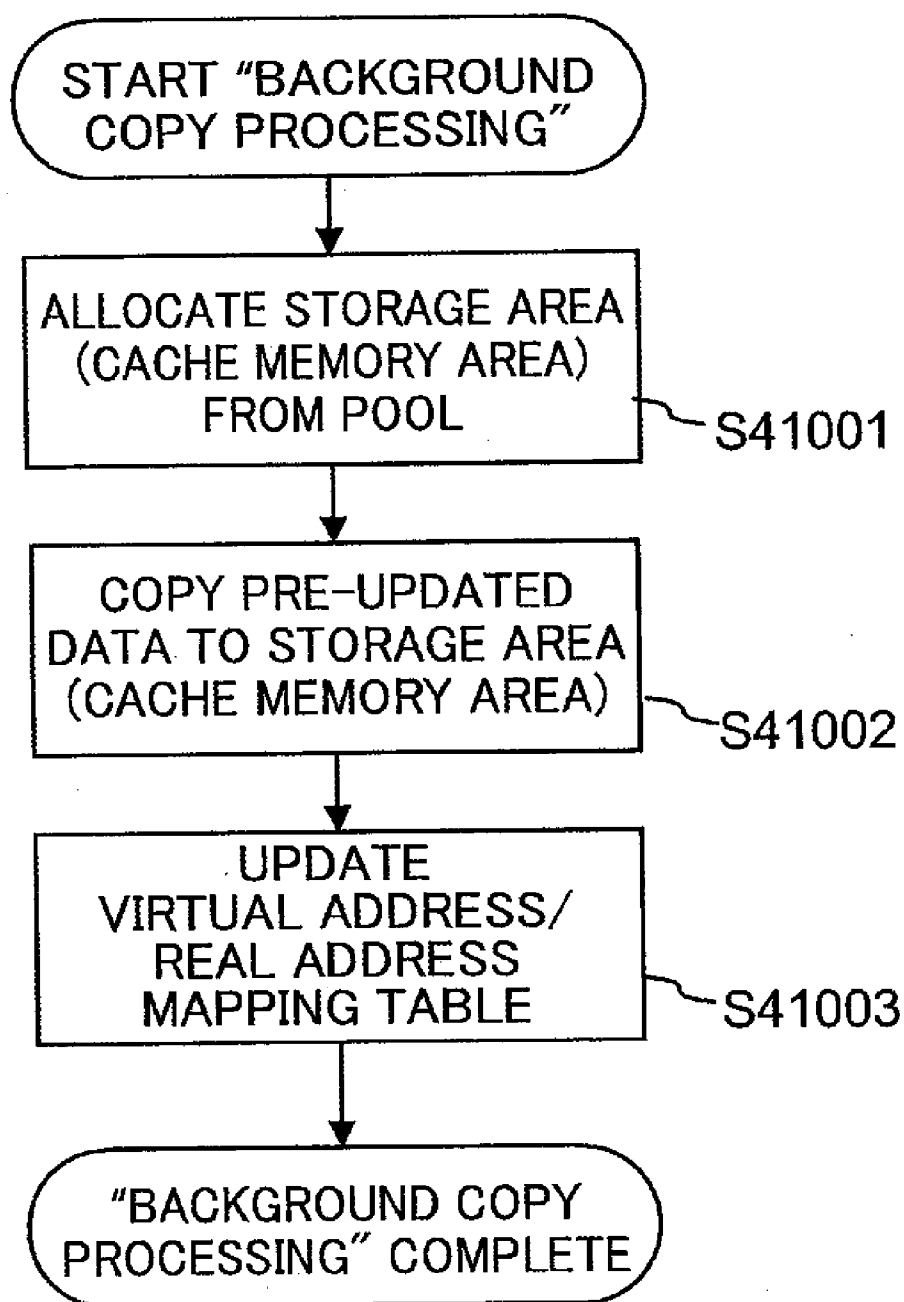 START "BACKGROUND
COPY PROCESSING"
ALLOCATE STORAGE AREA
(CACHE MEMORY AREA)
FROM POOL
S41001
COPY PRE-UPDATED
DATA TO STORAGE AREA
(CACHE MEMORY AREA)
S41002
UPDATE
VIRTUAL ADDRESS/
REAL ADDRESS
MAPPING TABLE
S41003
"BACKGROUND COPY
PROCESSING" COMPLETE